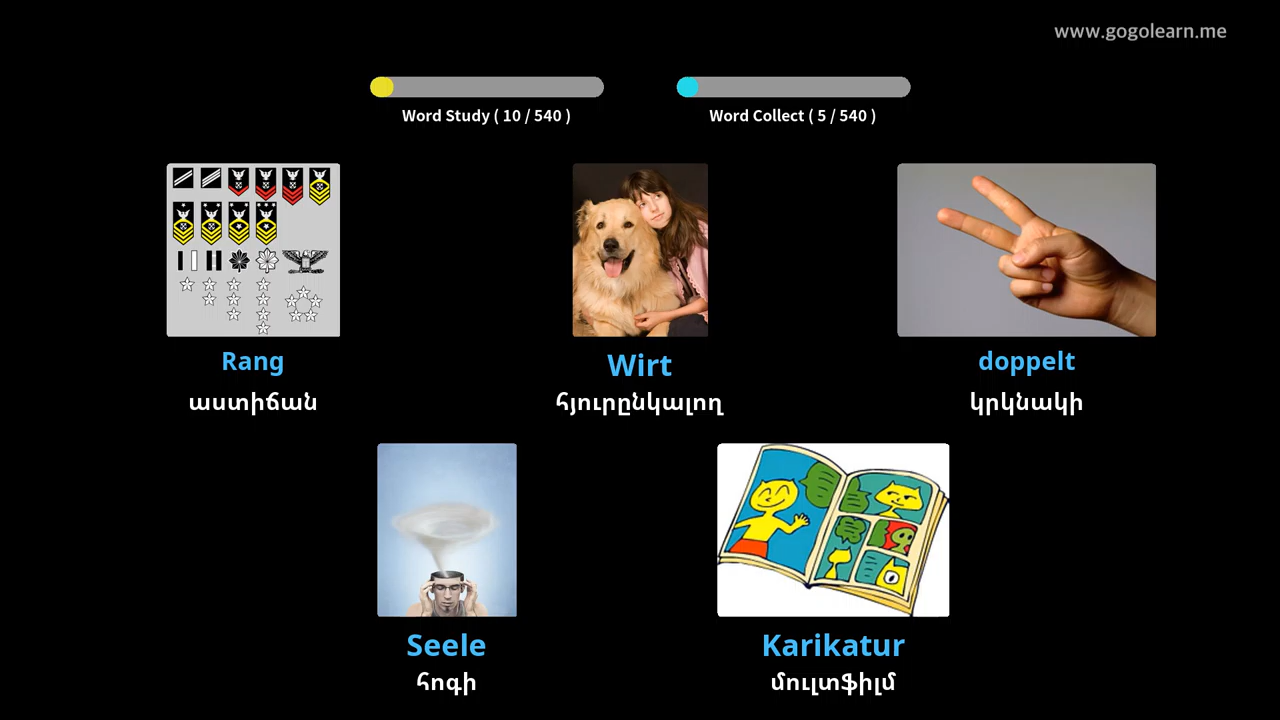 www.gogolearn.me
Word Study ( 10 / 540 )
Word Collect ( 5 / 540 )
Rang
Wirt
doppelt
աստիճան
հյուրընկալող
կրկնակի
Seele
Karikatur
հոգի
մուլտֆիլմ